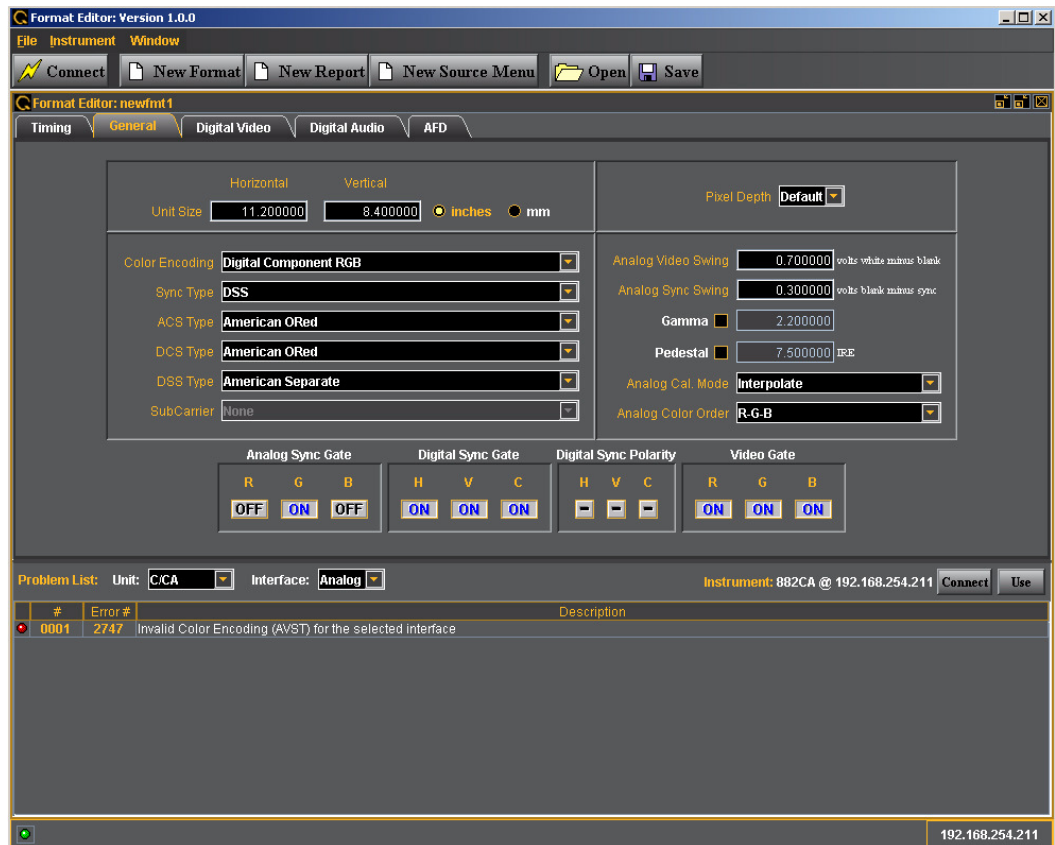 Format Editor: Version 1.0.0
File Instrument Window
Connect New Format New Report New Source Menu Open Save
Format Editor: newfmt1
Timing General Digital Video Digital Audio AFD
Horizontal Vertical
Unit Size 11.200000 8.400000 inches mm
Pixel Depth Default
Color Encoding Digital Component RGB
Sync Type DSS
ACS Type American ORed
DCS Type American ORed
DSS Type American Separate
SubCarrier None
Analog Video Swing 0.700000 volts white minus blank
Analog Sync Swing 0.300000 volts blank minus sync
Gamma 2.200000
Pedestal 7.500000 IRE
Analog Cal. Mode Interpolate
Analog Color Order R-G-B
Analog Sync Gate Digital Sync Gate Digital Sync Polarity Video Gate
R G B H V C H V C R G B
OFF ON OFF ON ON ON - - - ON ON ON
Problem List: Unit: C/CA Interface: Analog Instrument: 882CA @ 192.168.254.211 Connect Use
# Error # Description
0001 2747 Invalid Color Encoding (AVST) for the selected interface
192.168.254.211